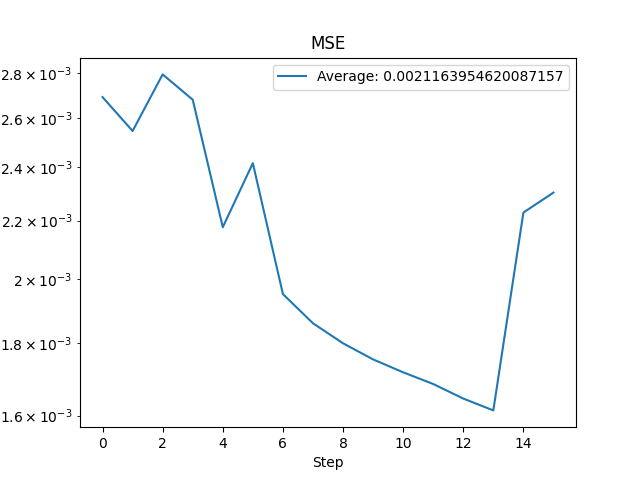 MSE
Average: 0.0021163954620087157
2.8 × 10⁻³
2.6 × 10⁻³
2.4 × 10⁻³
2.2 × 10⁻³
2 × 10⁻³
1.8 × 10⁻³
1.6 × 10⁻³
0 2 4 6 8 10 12 14
Step